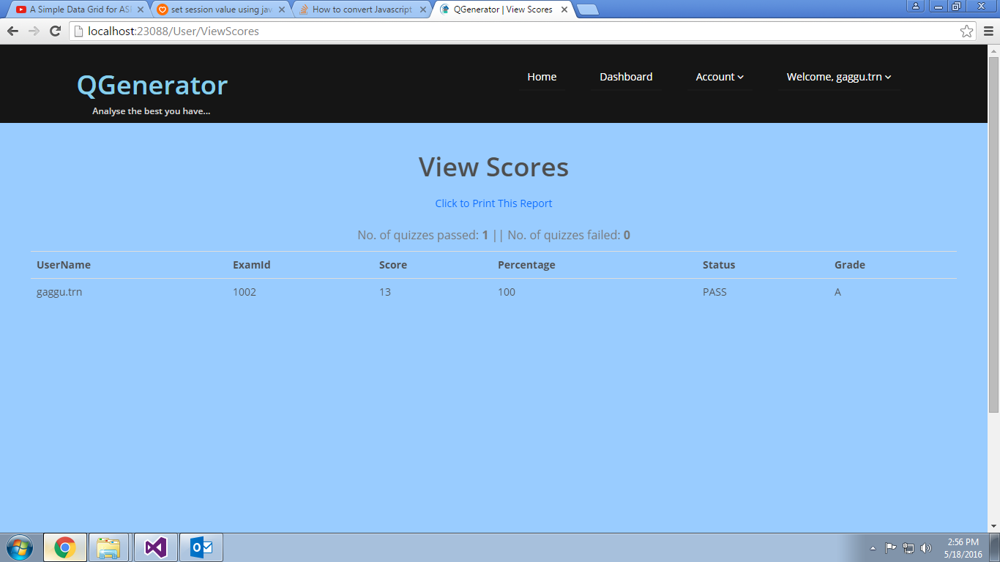 A Simple Data Grid for AS
set session value using jav
How to convert Javascript
QGenerator | View Scores
localhost:23088/User/ViewScores
QGenerator
Home Dashboard Account Welcome, gaggu.trn
Analyse the best you have...
View Scores
Click to Print This Report
No. of quizzes passed: 1 || No. of quizzes failed: 0
UserName ExamId Score Percentage Status Grade
gaggu.trn 1002 13 100 PASS A
2:56 PM
5/18/2016